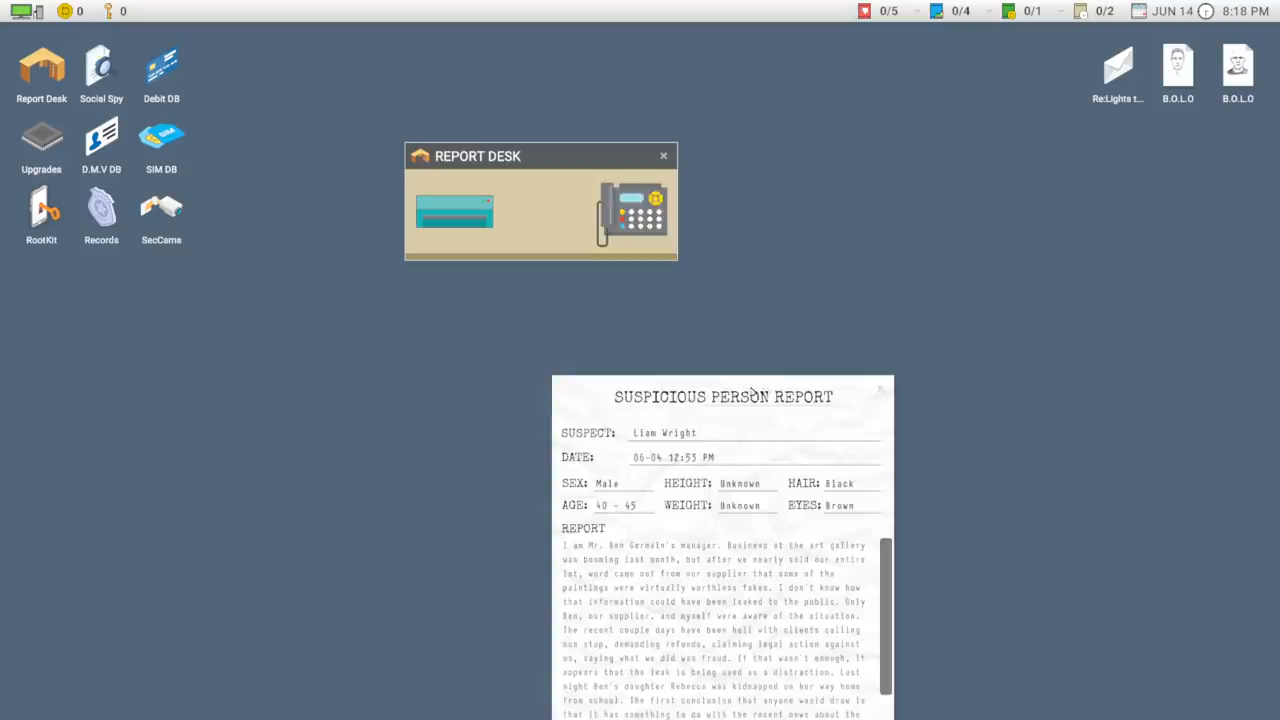 0 0 0/5 0/4 0/1 0/2 JUN 14 8:18 PM
Report Desk Social Spy Debit DB Re:Lights t... B.O.L.O B.O.L.O
Upgrades D.M.V DB SIM DB
SIM
RootKit Records SecCams
REPORT DESK
SUSPICIOUS PERSON REPORT
SUSPECT: Liam Wright
DATE: 06-04 12:53 PM
SEX: Male HEIGHT: Unknown HAIR: Black
AGE: 40 - 45 WEIGHT: Unknown EYES: Brown
REPORT
I am Mr. Ben Germain's manager. Business at the art gallery
was booming last month, but after we nearly sold our entire
lot, word came out from our supplier that some of the
paintings were virtually worthless fakes. I don't know how
that information could have been leaked to the public. Only
Ben, our supplier, and myself were aware of the situation.
The recent couple days have been hell with clients calling
non stop, demanding refunds, claiming legal action against
us, saying what we did was fraud. If that wasn't enough, it
appears that the leak is being used as a distraction. Last
night Ben's daughter Rebecca was kidnapped on her way home
from school. The first conclusion that anyone would draw is
that it has something to do with the recent news about the